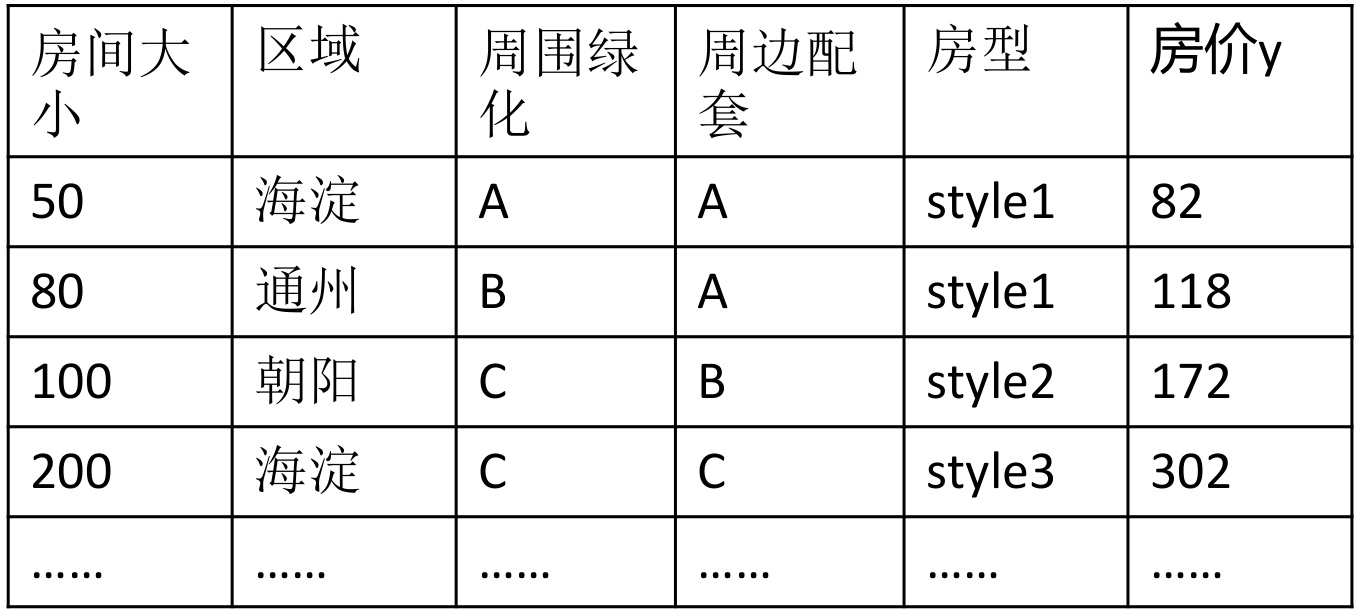 房间大小 区域 周围绿化 周边配套 房型 房价y
50 海淀 A A style1 82
80 通州 B A style1 118
100 朝阳 C B style2 172
200 海淀 C C style3 302
…… …… …… …… …… ……